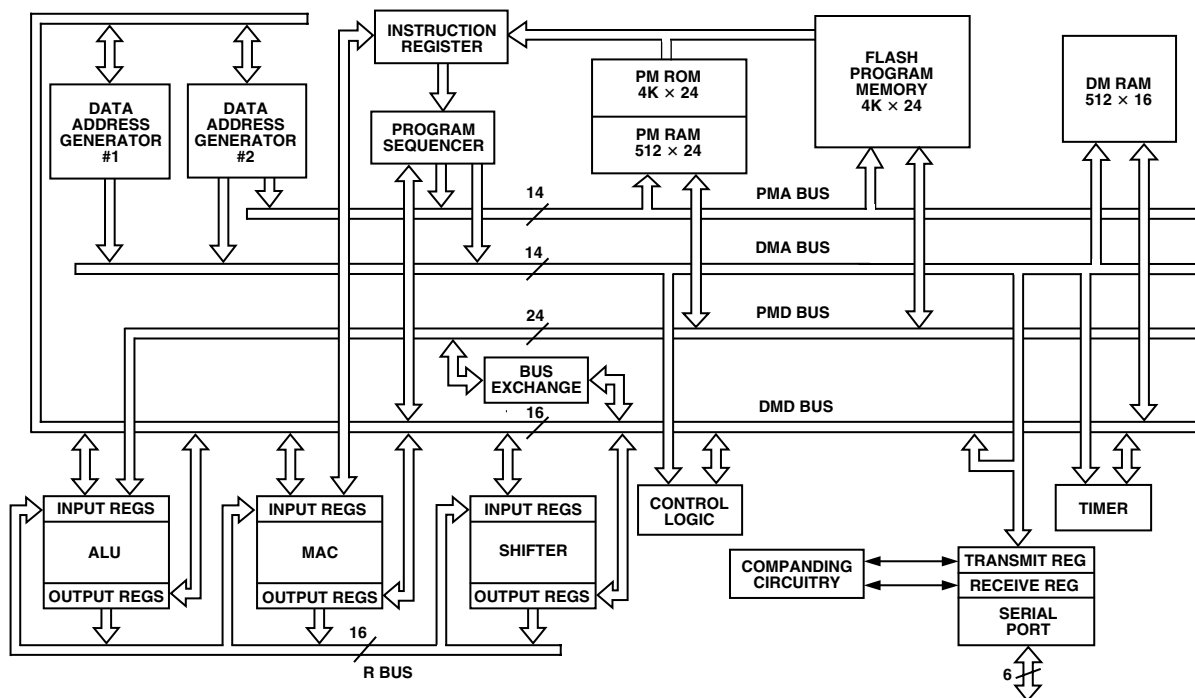 INSTRUCTION
REGISTER
DATA
ADDRESS
GENERATOR
#1
DATA
ADDRESS
GENERATOR
#2
PROGRAM
SEQUENCER
PM ROM
4K × 24
PM RAM
512 × 24
FLASH
PROGRAM
MEMORY
4K × 24
DM RAM
512 × 16
14
PMA BUS
14
DMA BUS
24
PMD BUS
BUS
EXCHANGE
16
DMD BUS
INPUT REGS
ALU
OUTPUT REGS
INPUT REGS
MAC
OUTPUT REGS
INPUT REGS
SHIFTER
OUTPUT REGS
16
R BUS
CONTROL
LOGIC
TIMER
COMPANDING
CIRCUITRY
TRANSMIT REG
RECEIVE REG
SERIAL
PORT
6